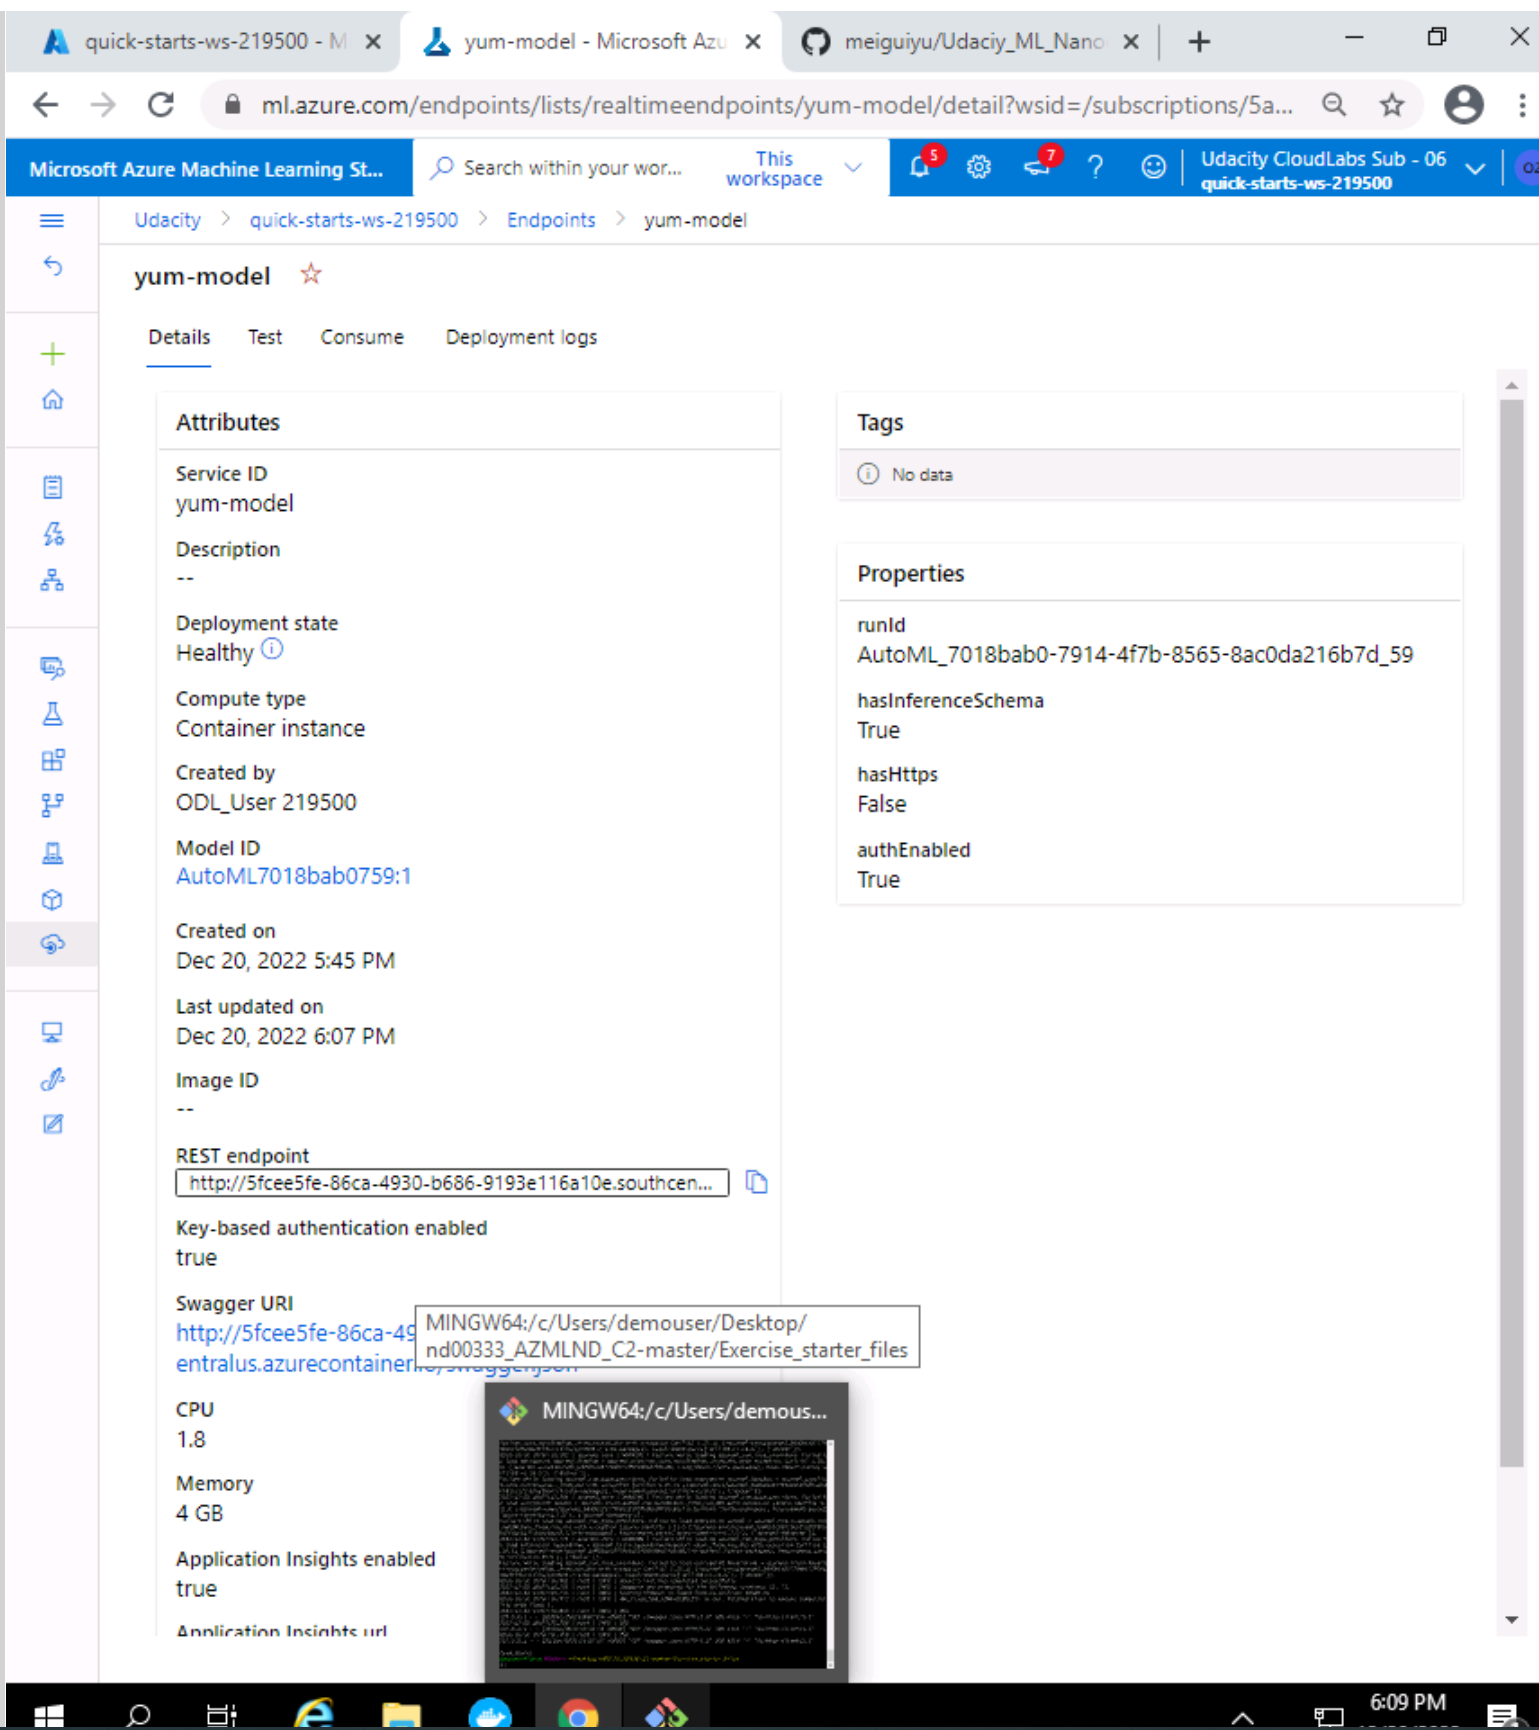 quick-starts-ws-219500 - M
yum-model - Microsoft Azu
meiguiyu/Udaciy_ML_Nano
ml.azure.com/endpoints/lists/realtimeendpoints/yum-model/detail?wsid=/subscriptions/5a...
Microsoft Azure Machine Learning St...
Search within your wor...
This workspace
5
7
?
Udacity CloudLabs Sub - 06
quick-starts-ws-219500
Udacity > quick-starts-ws-219500 > Endpoints > yum-model
yum-model
Details Test Consume Deployment logs
Attributes
Service ID
yum-model
Description
--
Deployment state
Healthy
Compute type
Container instance
Created by
ODL_User 219500
Model ID
AutoML7018bab0759:1
Created on
Dec 20, 2022 5:45 PM
Last updated on
Dec 20, 2022 6:07 PM
Image ID
--
REST endpoint
http://5fcee5fe-86ca-4930-b686-9193e116a10e.southcen...
Key-based authentication enabled
true
Swagger URI
http://5fcee5fe-86ca-49
entralus.azurecontainer.io/swagger.json
CPU
1.8
Memory
4 GB
Application Insights enabled
true
Application Insights url
Tags
No data
Properties
runId
AutoML_7018bab0-7914-4f7b-8565-8ac0da216b7d_59
hasInferenceSchema
True
hasHttps
False
authEnabled
True
MINGW64:/c/Users/demouser/Desktop/
nd00333_AZMLND_C2-master/Exercise_starter_files
MINGW64:/c/Users/demous...
6:09 PM